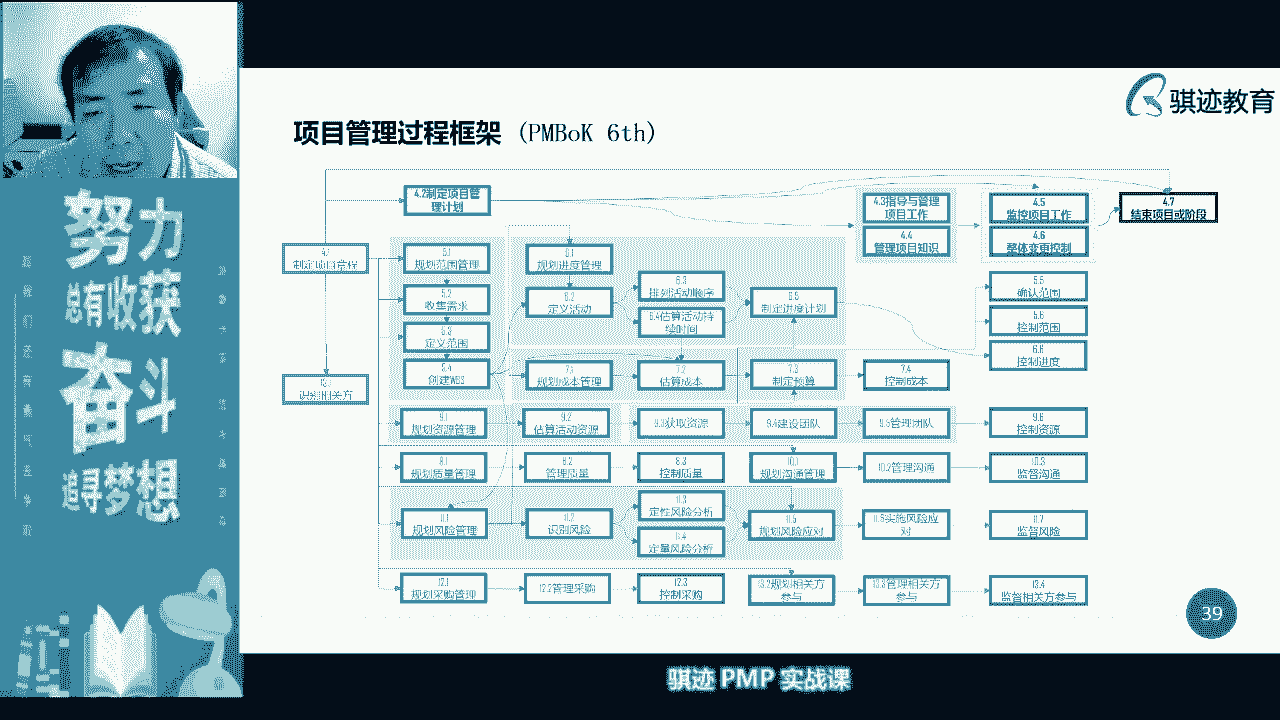 骐迹教育
项目管理过程框架 (PMBoK 6th)
4.2制定项目管
理计划
4.3指导与管理
项目工作
4.4
管理项目知识
4.5
监控项目工作
4.6
整体变更控制
4.7
结束项目或阶段
4.1
制定项目章程
13.1
识别相关方
5.1
规划范围管理
5.2
收集需求
5.3
定义范围
5.4
创建WBS
6.1
规划进度管理
6.2
定义活动
6.3
排列活动顺序
6.4估算活动持
续时间
6.5
制定进度计划
5.5
确认范围
5.6
控制范围
6.6
控制进度
7.1
规划成本管理
7.2
估算成本
7.3
制定预算
7.4
控制成本
9.1
规划资源管理
9.2
估算活动资源
9.3获取资源
9.4建设团队
9.5管理团队
9.6
控制资源
8.1
规划质量管理
8.2
管理质量
8.3
控制质量
10.1
规划沟通管理
10.2管理沟通
10.3
监督沟通
11.1
规划风险管理
11.2
识别风险
11.3
定性风险分析
11.4
定量风险分析
11.5
规划风险应对
11.6实施风险应
对
11.7
监督风险
12.1
规划采购管理
12.2管理采购
12.3
控制采购
13.2规划相关方
参与
13.3管理相关方
参与
13.4
监督相关方参与
39
努力
总有收获
奋斗
追寻梦想
骐迹 PMP 实战课